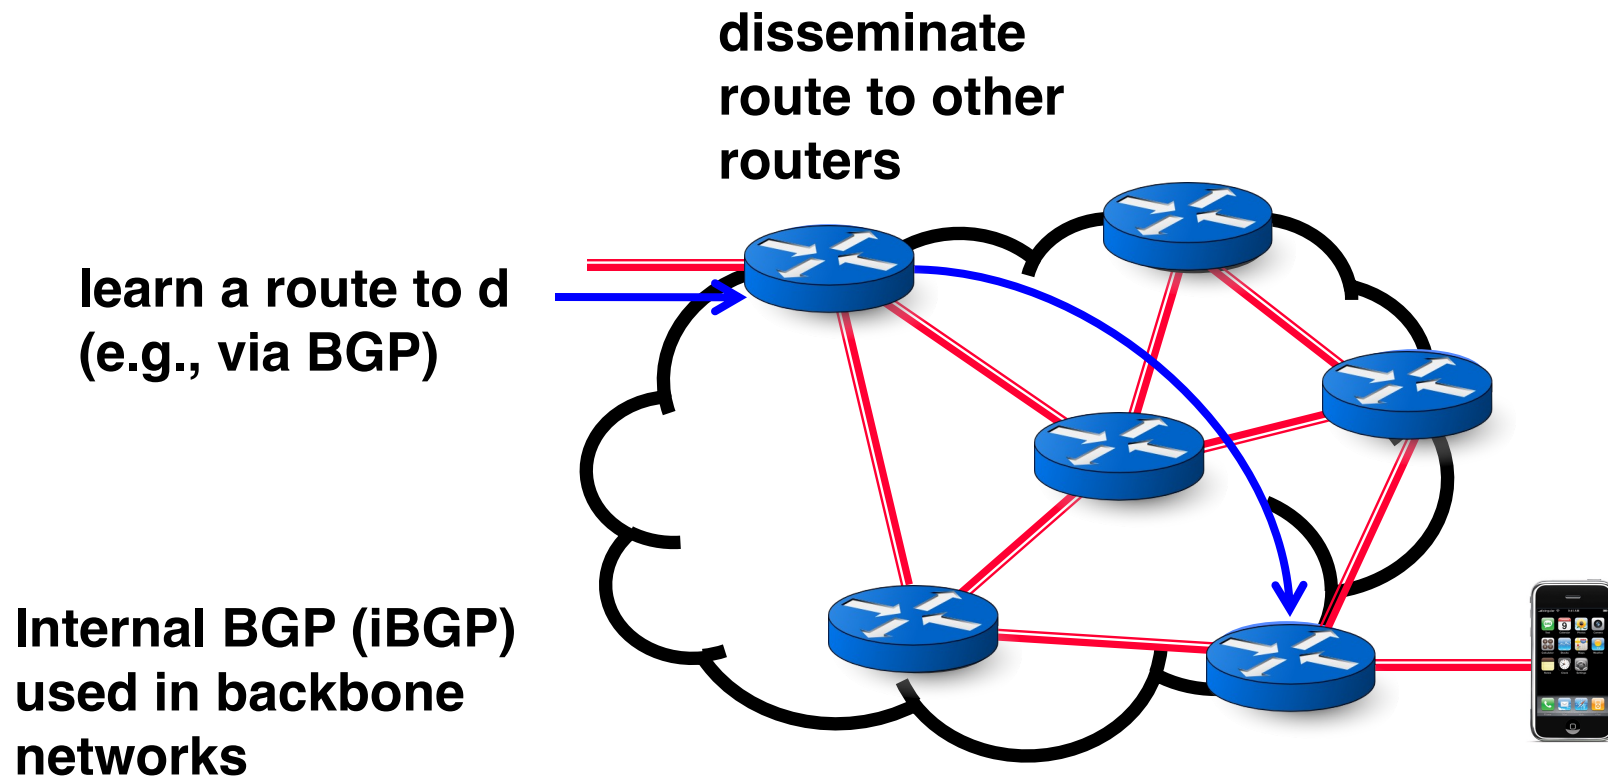 disseminate
route to other
routers
learn a route to d
(e.g., via BGP)
Internal BGP (iBGP)
used in backbone
networks